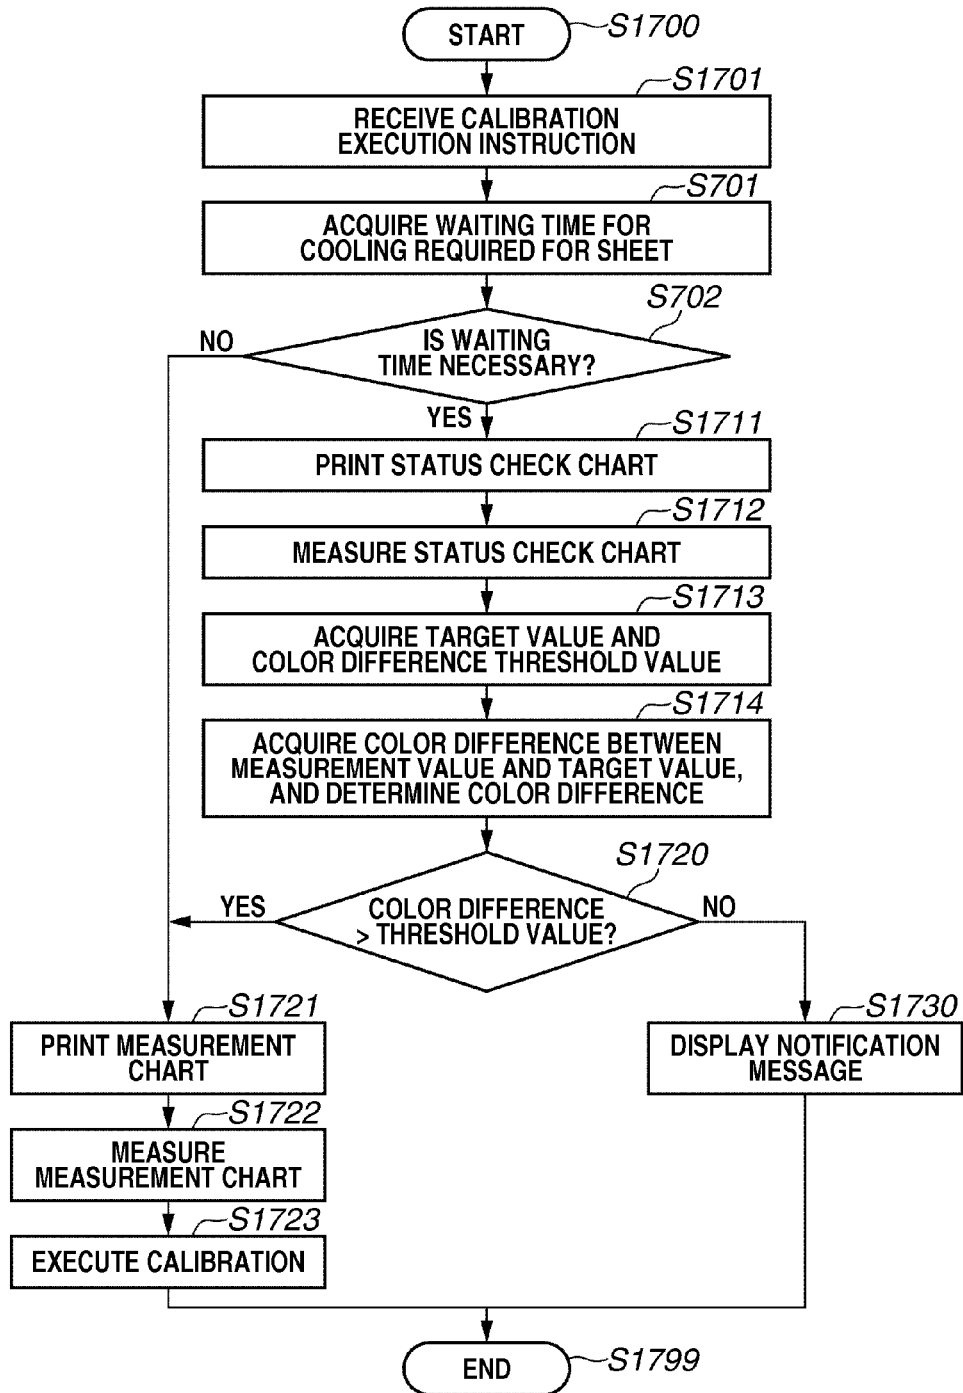 START
S1700
S1701
RECEIVE CALIBRATION
EXECUTION INSTRUCTION
S701
ACQUIRE WAITING TIME FOR
COOLING REQUIRED FOR SHEET
S702
IS WAITING
TIME NECESSARY?
NO
YES
S1711
PRINT STATUS CHECK CHART
S1712
MEASURE STATUS CHECK CHART
S1713
ACQUIRE TARGET VALUE AND
COLOR DIFFERENCE THRESHOLD VALUE
S1714
ACQUIRE COLOR DIFFERENCE BETWEEN
MEASUREMENT VALUE AND TARGET VALUE,
AND DETERMINE COLOR DIFFERENCE
S1720
COLOR DIFFERENCE
> THRESHOLD VALUE?
YES
NO
S1721
PRINT MEASUREMENT
CHART
S1722
MEASURE
MEASUREMENT CHART
S1723
EXECUTE CALIBRATION
S1730
DISPLAY NOTIFICATION
MESSAGE
END
S1799